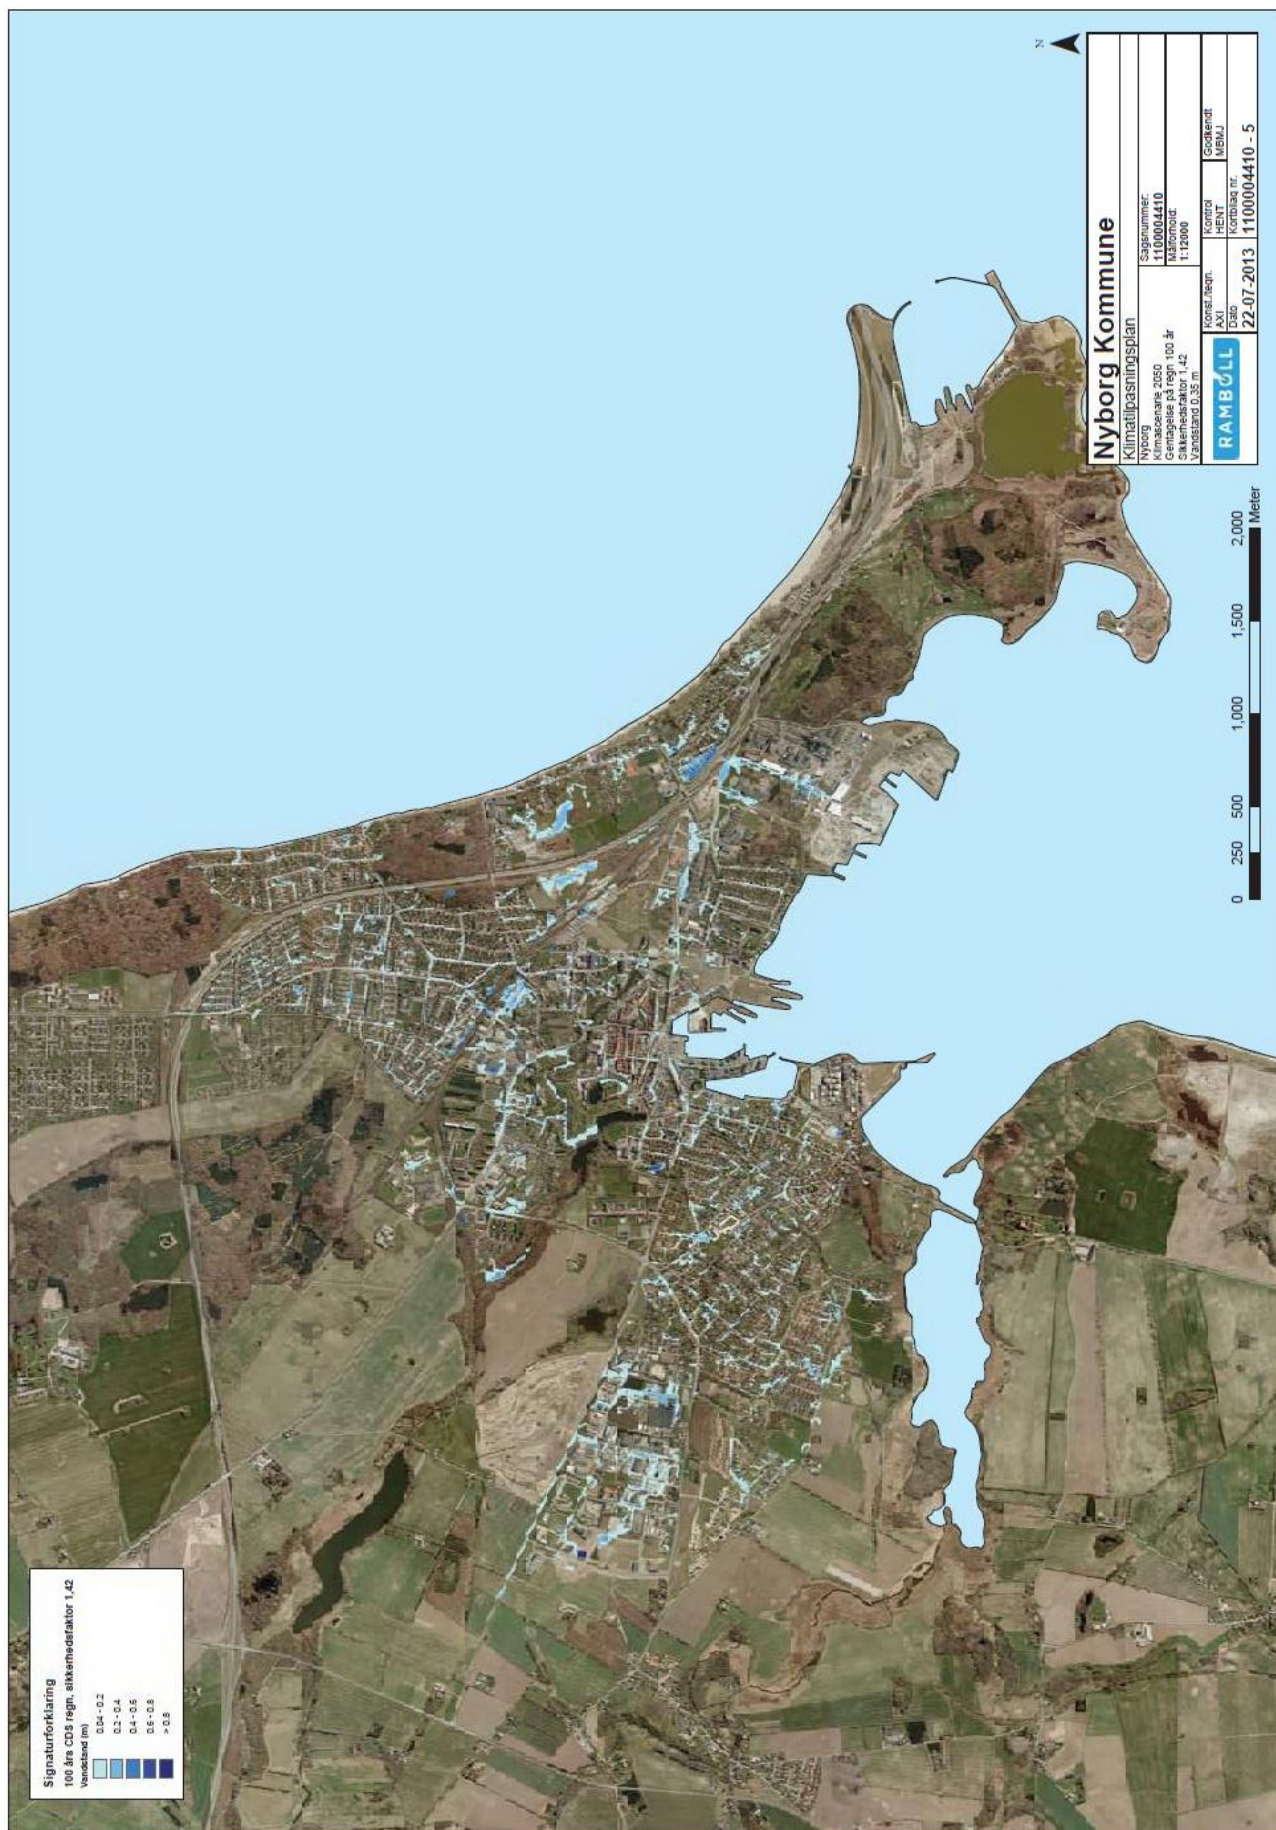 Signaturforklaring
100 års CDS regn, sikkerhedsfaktor 1,42
Vandstand (m)
0.04 - 0.2
0.2 - 0.4
0.4 - 0.6
0.6 - 0.8
> 0.8
N
0 250 500 1,000 1,500 2,000
Meter
Nyborg Kommune
Klimatilpasningsplan
Nyborg
Klimascenarie 2050
Gentagelse på regn 100 år
Sikkerhedsfaktor 1,42
Vandstand 0,35 m
Sagsnummer:
1100004410
Målforhold:
1:12000
RAMBØLL
Konst./tegn.
AXI
Kontrol
HENT
Godkendt
MBMJ
Dato
22-07-2013
Kortbilag nr.
1100004410 - 5